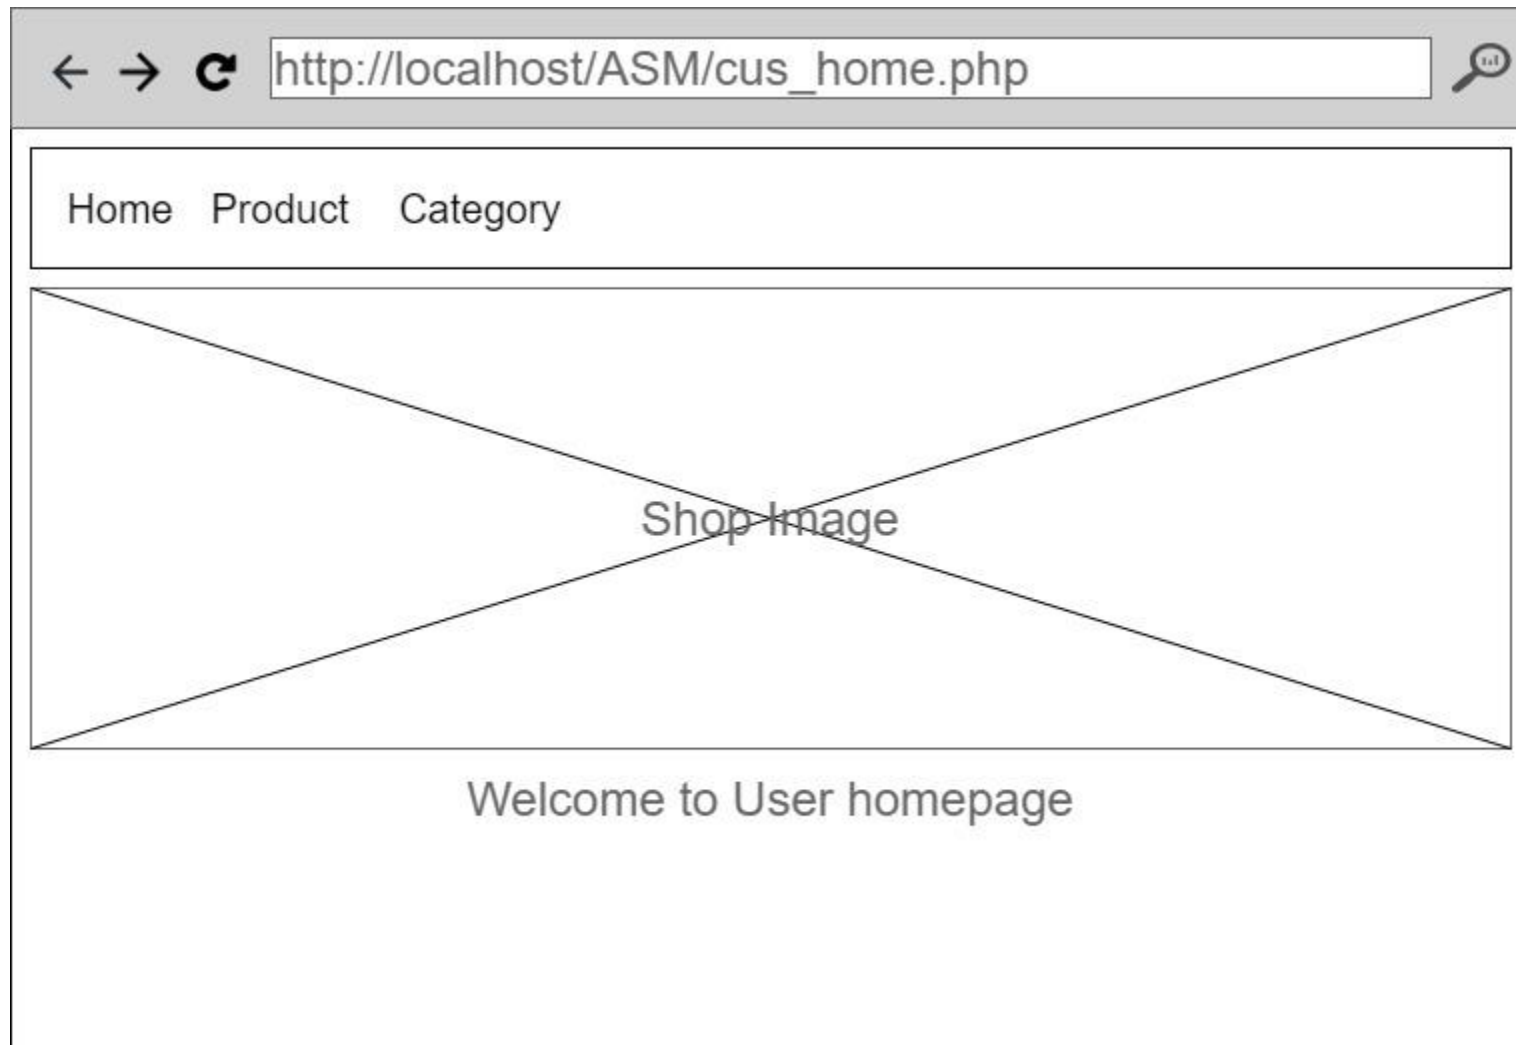 http://localhost/ASM/cus_home.php
Home Product Category
Shop Image
Welcome to User homepage